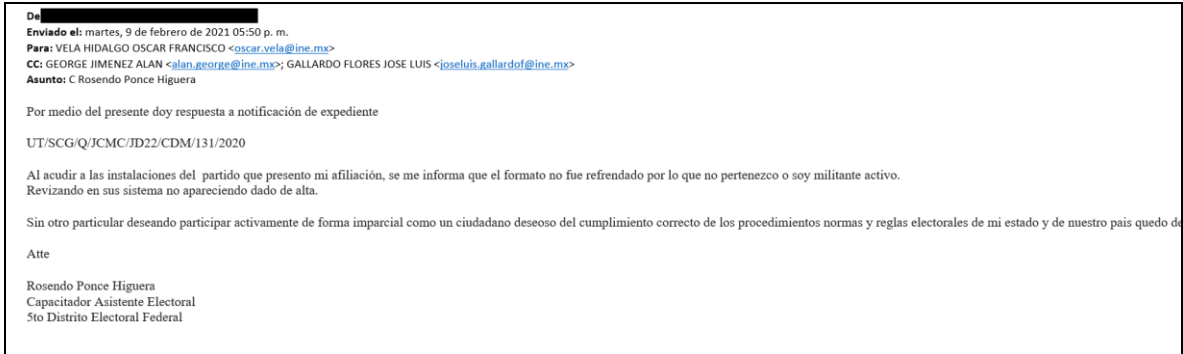 De
Enviado el: martes, 9 de febrero de 2021 05:50 p. m.
Para: VELA HIDALGO OSCAR FRANCISCO <oscar.vela@ine.mx>
CC: GEORGE JIMENEZ ALAN <alan.george@ine.mx>; GALLARDO FLORES JOSE LUIS <joseluis.gallardof@ine.mx>
Asunto: C Rosendo Ponce Higuera
Por medio del presente doy respuesta a notificación de expediente
UT/SCG/Q/JCMC/JD22/CDM/131/2020
Al acudir a las instalaciones del partido que presento mi afiliación, se me informa que el formato no fue refrendado por lo que no pertenezco o soy militante activo.
Revizando en sus sistema no apareciendo dado de alta.
Sin otro particular deseando participar activamente de forma imparcial como un ciudadano deseoso del cumplimiento correcto de los procedimientos normas y reglas electorales de mi estado y de nuestro pais quedo de
Atte
Rosendo Ponce Higuera
Capacitador Asistente Electoral
5to Distrito Electoral Federal